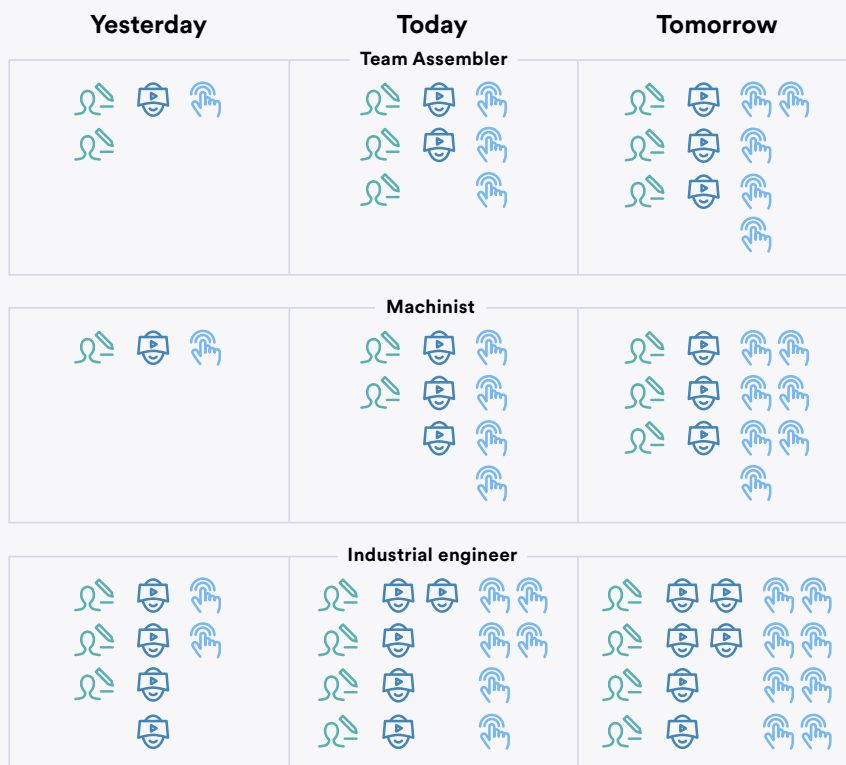 Yesterday Today Tomorrow
Team Assembler
Machinist
Industrial engineer